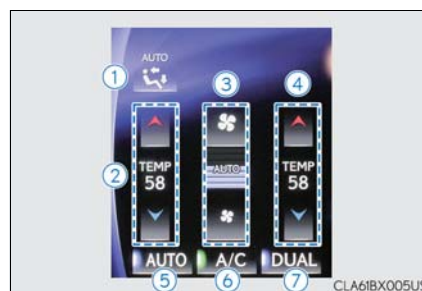 AUTO
1
3
4
2
TEMP
58
AUTO
TEMP
58
AUTO
A/C
DUAL
5
6
7
CLA61BX005US